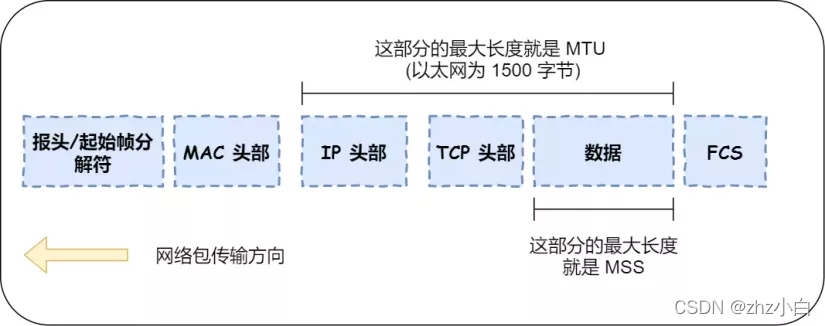 这部分的最大长度就是 MTU
(以太网为 1500 字节)
报头/起始帧分
解符
MAC 头部
IP 头部
TCP 头部
数据
FCS
网络包传输方向
这部分的最大长度
就是 MSS
CSDN @zhz小白